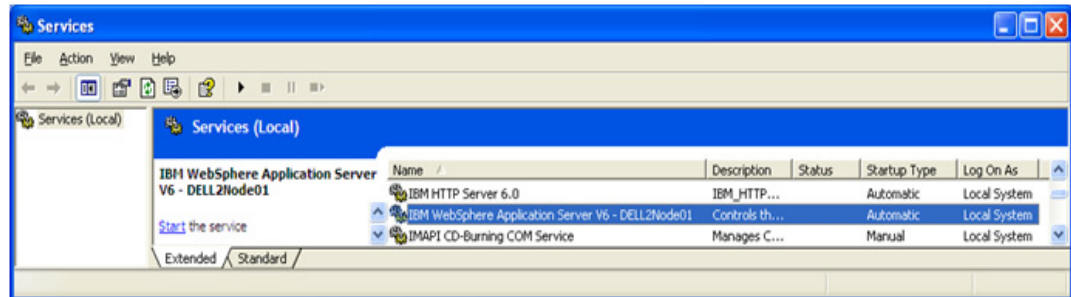 Services
File Action View Help
Services (Local)
Services (Local)
IBM WebSphere Application Server V6 - DELL2Node01
Start the service
Name Description Status Startup Type Log On As
IBM HTTP Server 6.0 IBM_HTTP... Automatic Local System
IBM WebSphere Application Server V6 - DELL2Node01 Controls th... Automatic Local System
IMAPI CD-Burning COM Service Manages C... Manual Local System
Extended Standard